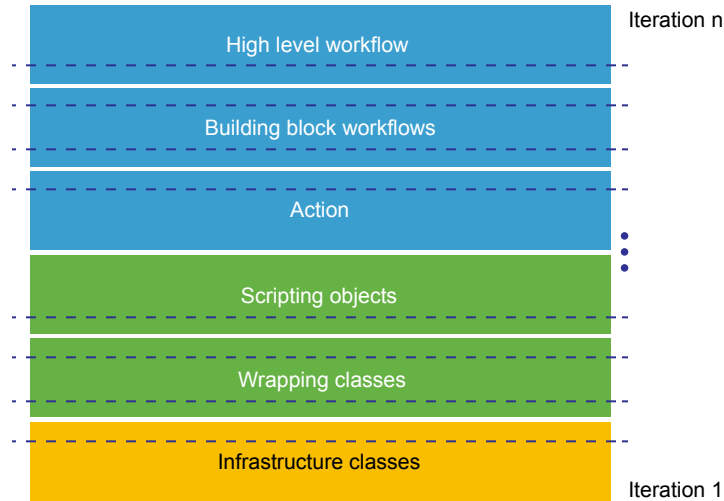 Iteration n
High level workflow
Building block workflows
Action
Scripting objects
Wrapping classes
Infrastructure classes
Iteration 1